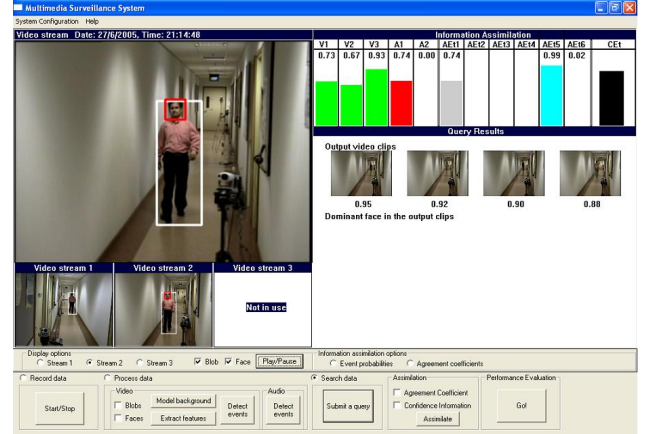 Multimedia Surveillance System
System Configuration Help
Video stream Date: 27/6/2005, Time: 21:14:48
Information Assimilation
V1 V2 V3 A1 A2 AEt1 AEt2 AEt3 AEt4 AEt5 AEt6 CEt
0.73 0.67 0.93 0.74 0.00 0.74 0.99 0.02
Query Results
Output video clips
0.95 0.92 0.90 0.88
Dominant face in the output clips
Video stream 1 Video stream 2 Video stream 3
Not in use
Display options
Stream 1 Stream 2 Stream 3 Blob Face Play/Pause
Information assimilation options
Event probabilities Agreement coefficients
Record data Process data Search data Assimilation Performance Evaluation
Start/Stop
Video
Blobs
Faces
Model background
Extract features
Detect events
Audio
Detect events
Submit a query
Agreement Coefficient
Confidence Information
Assimilate
Go!